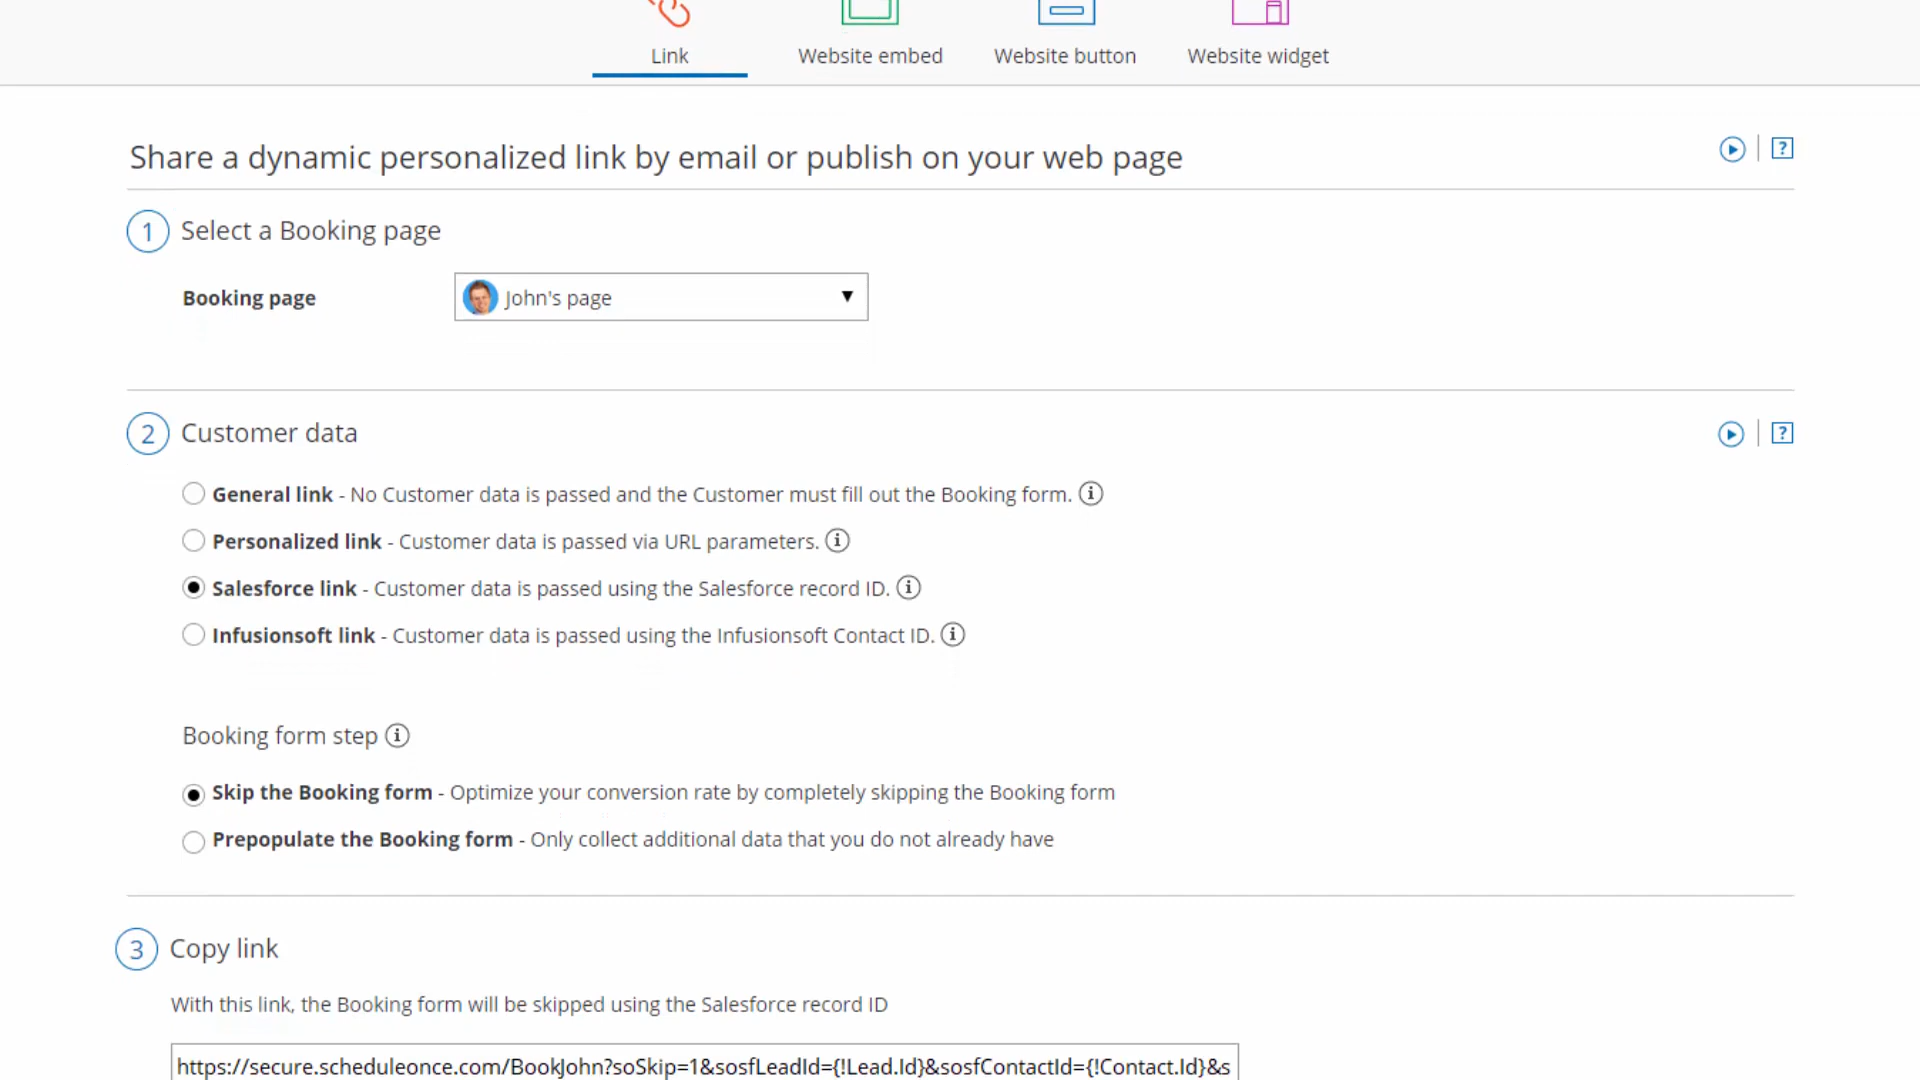 Link
Website embed
Website button
Website widget
Share a dynamic personalized link by email or publish on your web page
?
1 Select a Booking page
Booking page
John's page
2 Customer data
?
General link - No Customer data is passed and the Customer must fill out the Booking form.
Personalized link - Customer data is passed via URL parameters.
Salesforce link - Customer data is passed using the Salesforce record ID.
Infusionsoft link - Customer data is passed using the Infusionsoft Contact ID.
Booking form step
Skip the Booking form - Optimize your conversion rate by completely skipping the Booking form
Prepopulate the Booking form - Only collect additional data that you do not already have
3 Copy link
With this link, the Booking form will be skipped using the Salesforce record ID
https://secure.scheduleonce.com/BookJohn?soSkip=1&sosfLeadId={!Lead.Id}&sosfContactId={!Contact.Id}&s